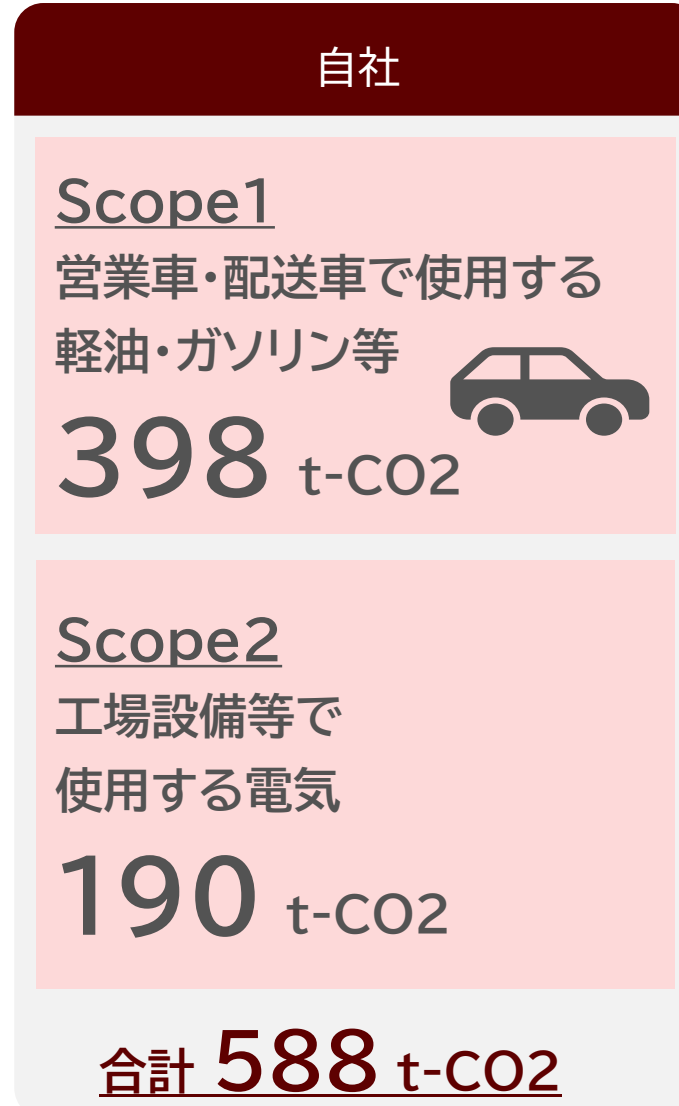 自社
Scope1
営業車・配送車で使用する
軽油・ガソリン等
398 t-CO2
Scope2
工場設備等で
使用する電気
190 t-CO2
合計 588 t-CO2